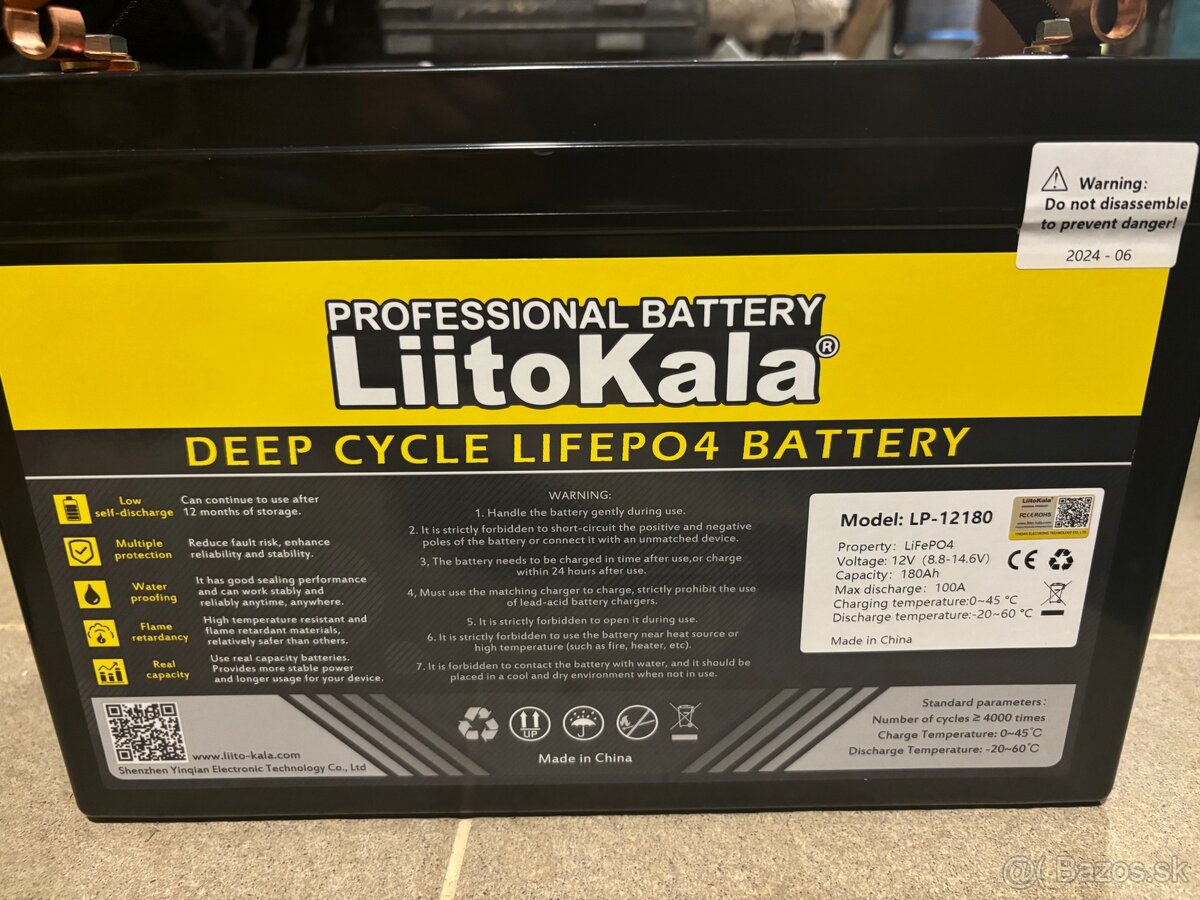 Warning:
Do not disassemble
to prevent danger!
2024 - 06
PROFESSIONAL BATTERY
LiitoKala®
DEEP CYCLE LIFEPO4 BATTERY
Low
self-discharge
Can continue to use after
12 months of storage.
Multiple
protection
Reduce fault risk, enhance
reliability and stability.
Water
proofing
It has good sealing performance
and can work stably and
reliably anytime, anywhere.
Flame
retardancy
High temperature resistant and
flame retardant materials,
relatively safer than others.
Real
capacity
Use real capacity batteries.
Provides more stable power
and longer usage for your device.
WARNING:
1. Handle the battery gently during use.
2. It is strictly forbidden to short-circuit the positive and negative
poles of the battery or connect it with an unmatched device.
3, The battery needs to be charged in time after use,or charge
within 24 hours after use.
4, Must use the matching charger to charge, strictly prohibit the use
of lead-acid battery chargers.
5. It is strictly forbidden to open it during use.
6. It is strictly forbidden to use the battery near heat source or
high temperature (such as fire, heater, etc).
7. It is forbidden to contact the battery with water, and it should be
placed in a cool and dry environment when not in use.
Model: LP-12180
LiitoKala®
Property: LiFePO4
Voltage: 12V (8.8-14.6V)
Capacity: 180Ah
Max discharge: 100A
Charging temperature:0~45 °C
Discharge temperature:-20~60 °C
Made in China
CE
www.liito-kala.com
Shenzhen Yinqian Electronic Technology Co., Ltd
UP
Made in China
Standard parameters:
Number of cycles ≥ 4000 times
Charge Temperature: 0~45℃
Discharge Temperature: -20~60℃
@( Bazos.sk